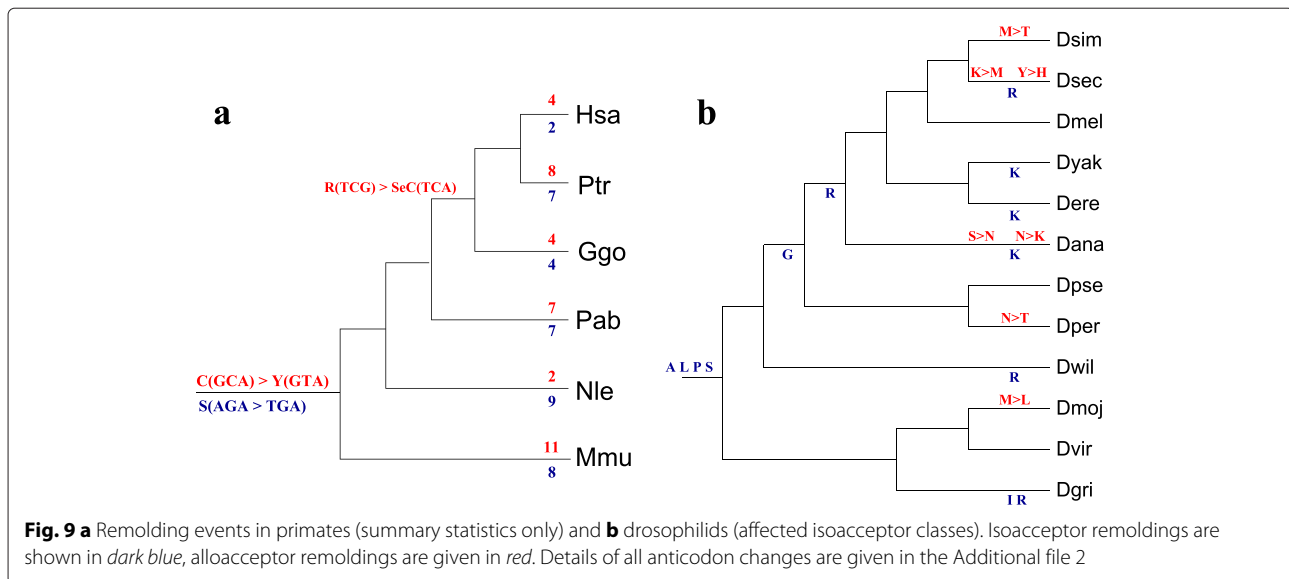 a
4
Hsa
2
R(TCG) > SeC(TCA)
8
Ptr
7
4
Ggo
4
7
Pab
7
C(GCA) > Y(GTA)
S(AGA > TGA)
2
Nle
9
11
Mmu
8
b
M>T
Dsim
K>M Y>H
Dsec
R
Dmel
Dyak
K
R
Dere
K
S>N N>K
Dana
K
G
Dpse
N>T
Dper
A L P S
Dwil
R
M>L
Dmoj
Dvir
Dgri
I R
Fig. 9 a Remolding events in primates (summary statistics only) and b drosophilids (affected isoacceptor classes). Isoacceptor remoldings are
shown in dark blue, alloacceptor remoldings are given in red. Details of all anticodon changes are given in the Additional file 2